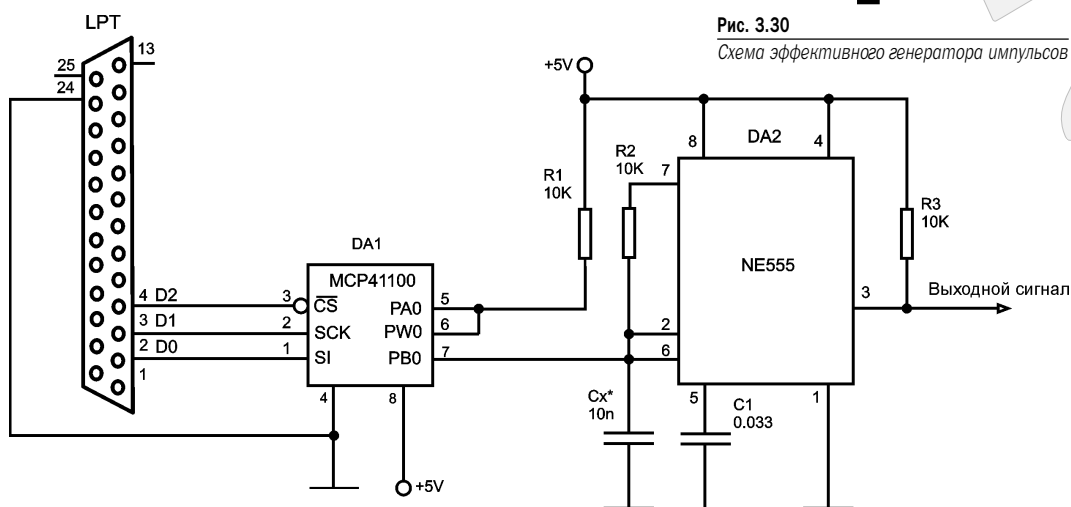 Рис. 3.30
Схема эффективного генератора импульсов
LPT
13
25
24
4 D2
3 D1
2 D0
1
DA1
MCP41100
3 CS
2 SCK
1 SI
PA0 5
PW0 6
PB0 7
4
8
+5V
+5V
R1
10K
R2
10K
7
8
DA2
4
NE555
2
6
3
5
1
R3
10K
Выходной сигнал
Cx*
10n
C1
0.033